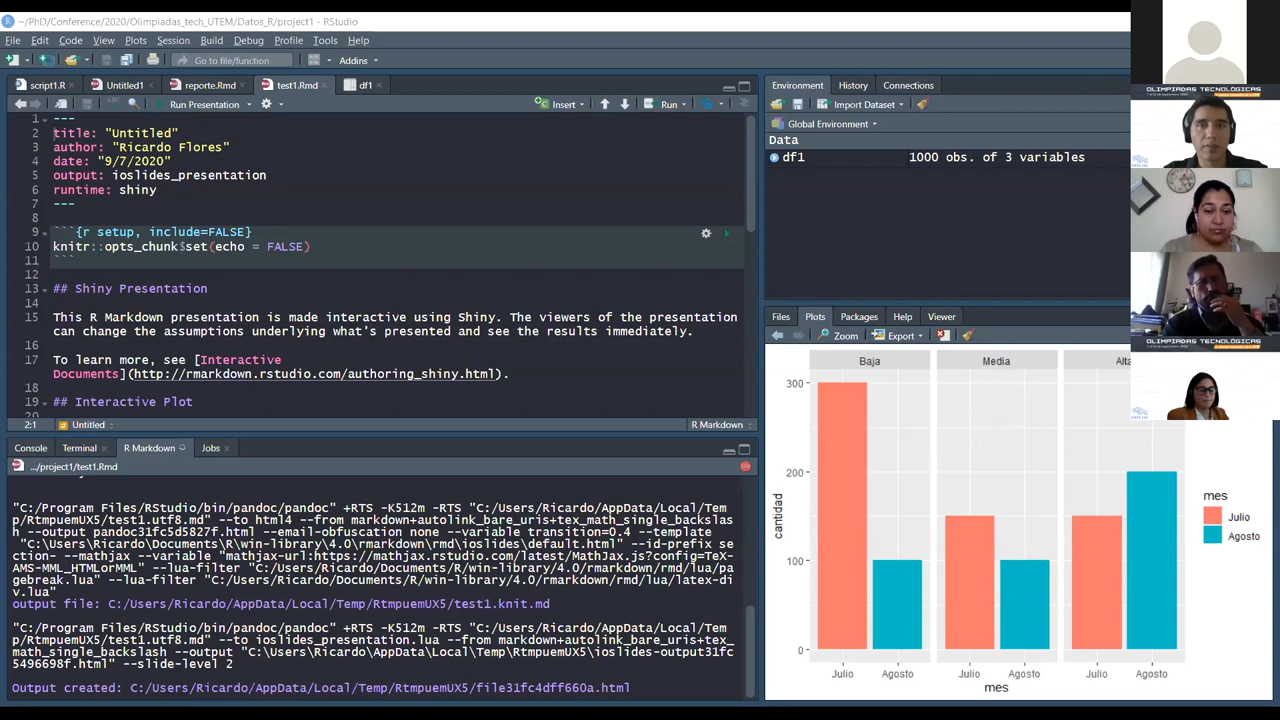 ~/PhD/Conference/2020/Olimpiadas_tech_UTEM/Datos_R/project1 - RStudio
File Edit Code View Plots Session Build Debug Profile Tools Help
Go to file/function Addins
script1.R Untitled1 reporte.Rmd test1.Rmd df1
Run Presentation Insert Run
1 ---
2 title: "Untitled"
3 author: "Ricardo Flores"
4 date: "9/7/2020"
5 output: ioslides_presentation
6 runtime: shiny
7 ---
8
9 ```{r setup, include=FALSE}
10 knitr::opts_chunk$set(echo = FALSE)
11 ```
12
13 ## Shiny Presentation
14
15 This R Markdown presentation is made interactive using Shiny. The viewers of the presentation
can change the assumptions underlying what's presented and see the results immediately.
16
17 To learn more, see [Interactive
Documents](http://rmarkdown.rstudio.com/authoring_shiny.html).
18
19 ## Interactive Plot
20
2:1 Untitled R Markdown
Console Terminal R Markdown Jobs
.../project1/test1.Rmd
"C:/Program Files/RStudio/bin/pandoc/pandoc" +RTS -K512m -RTS "C:/Users/Ricardo/AppData/Local/Tem
p/RtmpuemUX5/test1.utf8.md" --to html4 --from markdown+autolink_bare_uris+tex_math_single_backslas
h --output pandoc31fc5d5827f.html --email-obfuscation none --variable transition=0.4 --template
"C:\Users\Ricardo\Documents\R\win-library\4.0\rmarkdown\rmd\ioslides\default.html" --id-prefix se
ction- --mathjax --variable "mathjax-url:https://mathjax.rstudio.com/latest/MathJax.js?config=TeX-
AMS-MML_HTMLorMML" --lua-filter "C:/Users/Ricardo/Documents/R/win-library/4.0/rmarkdown/rmd/lua/pa
gebreak.lua" --lua-filter "C:/Users/Ricardo/Documents/R/win-library/4.0/rmarkdown/rmd/lua/latex-di
v.lua"
output file: C:/Users/Ricardo/AppData/Local/Temp/RtmpuemUX5/test1.knit.md
"C:/Program Files/RStudio/bin/pandoc/pandoc" +RTS -K512m -RTS "C:/Users/Ricardo/AppData/Local/Tem
p/RtmpuemUX5/test1.utf8.md" --to ioslides_presentation.lua --from markdown+autolink_bare_uris+tex_
math_single_backslash --output "C:\Users\Ricardo\AppData\Local\Temp\RtmpuemUX5\ioslides-output31fc
5496698f.html" --slide-level 2
Output created: C:/Users/Ricardo/AppData/Local/Temp/RtmpuemUX5/file31fc4dff660a.html
Environment History Connections
Import Dataset
Global Environment
Data
df1 1000 obs. of 3 variables
Files Plots Packages Help Viewer
Zoom Export
Baja Media Alta
300
200
100
0
cantidad
Julio Agosto Julio Agosto Julio Agosto
mes
mes
Julio
Agosto
OLIMPIADAS TECNOLÓGICAS
OLIMPIADAS TECNOLÓGICAS